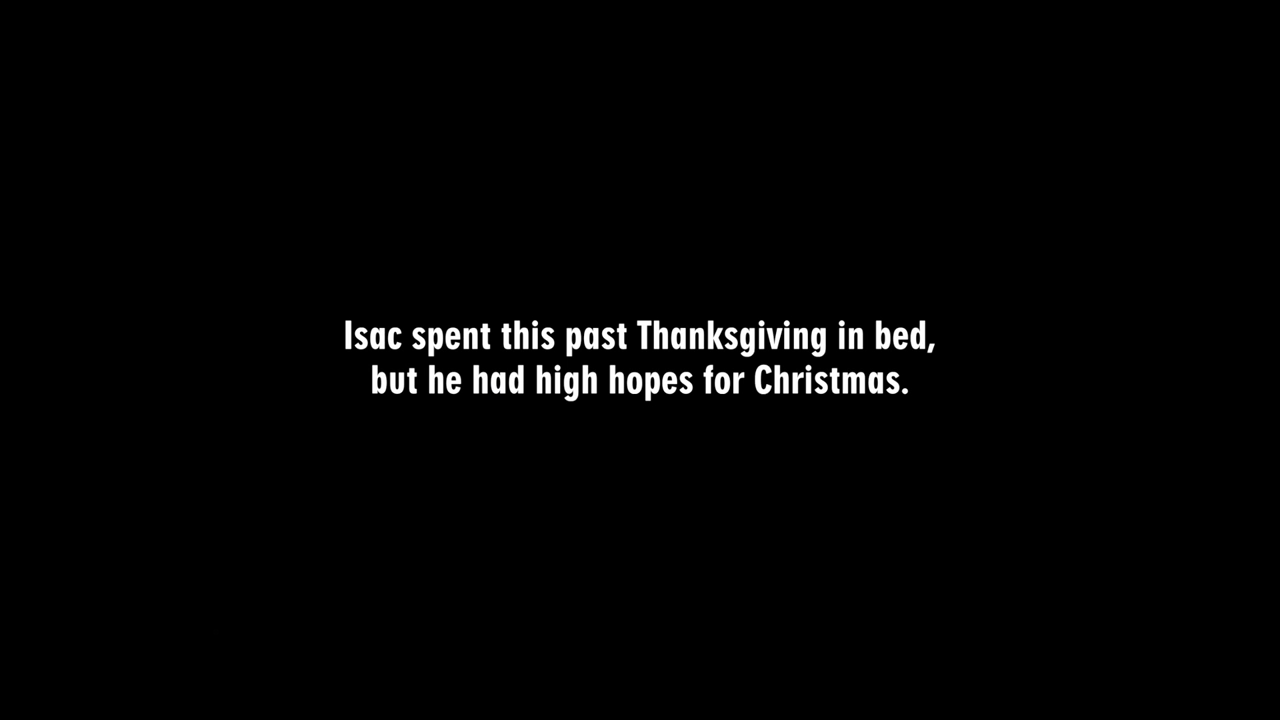 Isac spent this past Thanksgiving in bed,
but he had high hopes for Christmas.